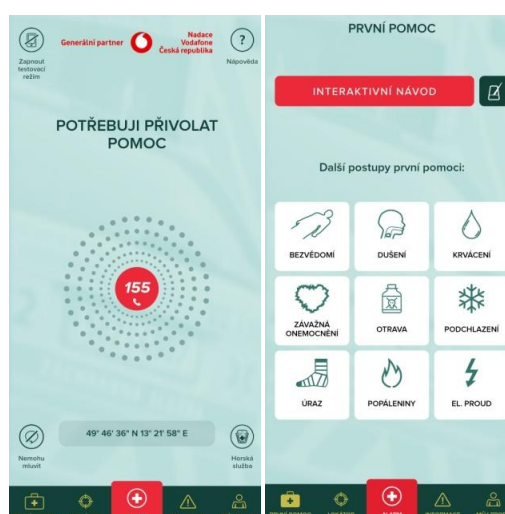 Zapnout
testovací
režim
Generální partner
Nadace
Vodafone
Česká republika
?
Nápověda
POTŘEBUJI PŘIVOLAT
POMOC
155
49° 46' 36" N 13° 21' 58" E
Nemohu
mluvit
Horská
služba
PRVNÍ POMOC
INTERAKTIVNÍ NÁVOD
Další postupy první pomoci:
BEZVĚDOMÍ
DUŠENÍ
KRVÁCENÍ
ZÁVAŽNÁ
ONEMOCNĚNÍ
OTRAVA
PODCHLAZENÍ
ÚRAZ
POPÁLENINY
EL. PROUD